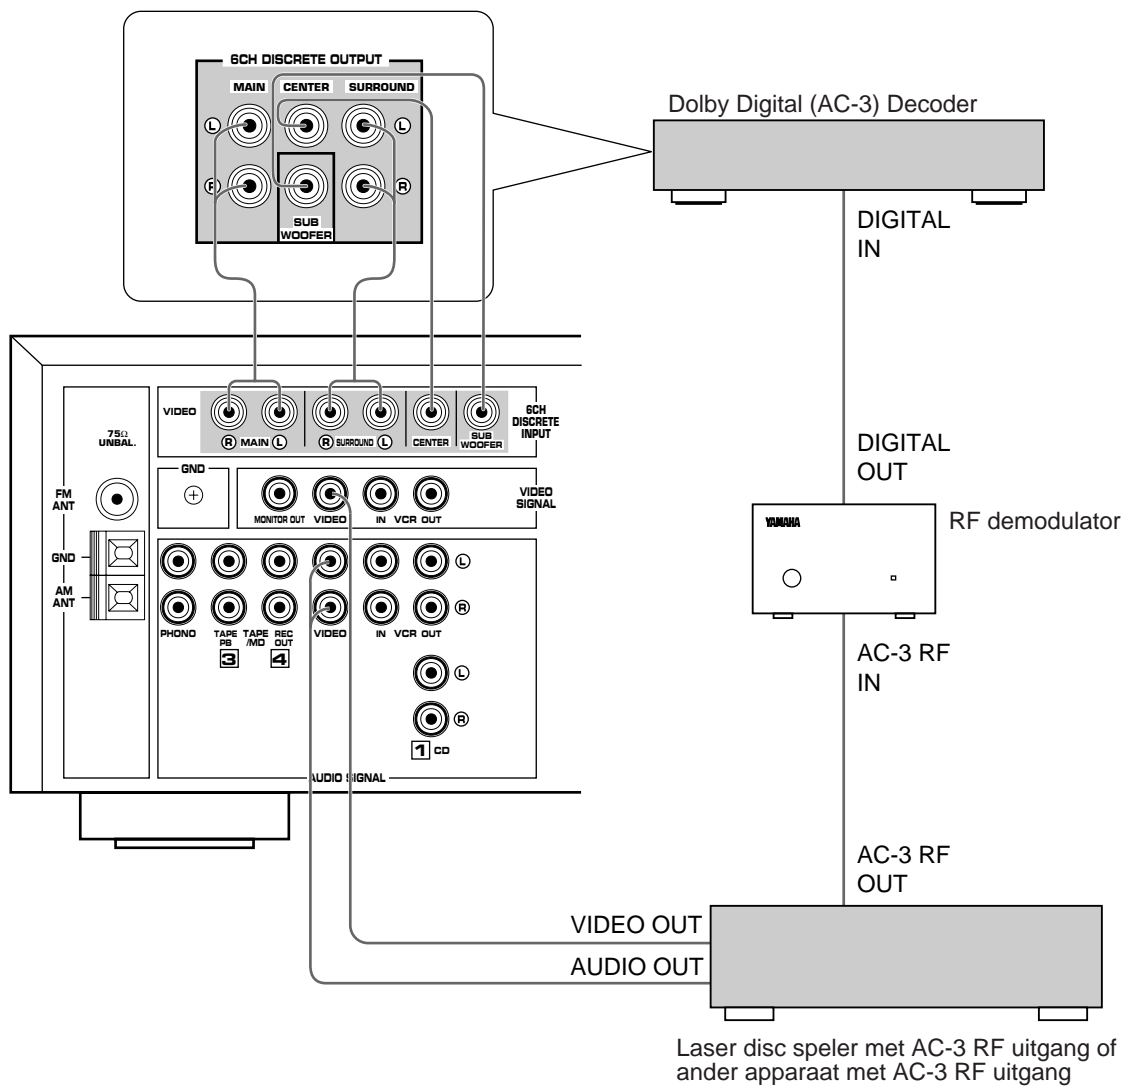 6CH DISCRETE OUTPUT
MAIN CENTER SURROUND
L L
R R
SUB
WOOFER
Dolby Digital (AC-3) Decoder
DIGITAL
IN
VIDEO
R MAIN L
R SURROUND L
CENTER
SUB
WOOFER
6CH
DISCRETE
INPUT
75Ω
UNBAL.
FM
ANT
GND
AM
ANT
GND
MONITOR OUT VIDEO IN VCR OUT
VIDEO
SIGNAL
L
R
PHONO
TAPE
PB
3
TAPE
/MD
REC
OUT
4
VIDEO IN VCR OUT
L
R
1 CD
AUDIO SIGNAL
DIGITAL
OUT
YAMAHA
RF demodulator
AC-3 RF
IN
AC-3 RF
OUT
VIDEO OUT
AUDIO OUT
Laser disc speler met AC-3 RF uitgang of
ander apparaat met AC-3 RF uitgang